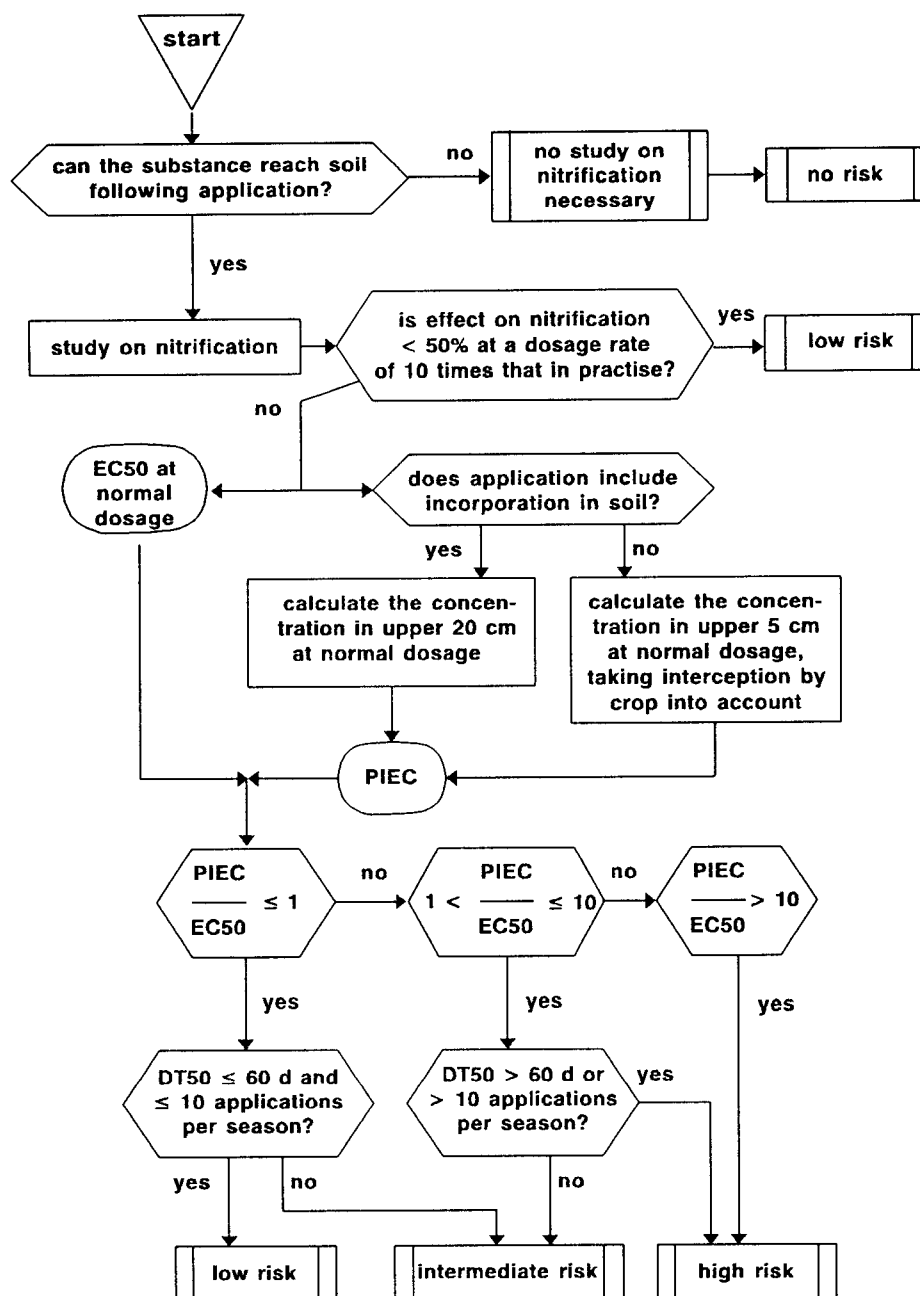 start
can the substance reach soil
following application?
no
no study on
nitrification
necessary
no risk
yes
study on nitrification
is effect on nitrification
< 50% at a dosage rate
of 10 times that in practise?
yes
low risk
no
EC50 at
normal
dosage
does application include
incorporation in soil?
yes
no
calculate the concen-
tration in upper 20 cm
at normal dosage
calculate the concen-
tration in upper 5 cm
at normal dosage,
taking interception by
crop into account
PIEC
PIEC
EC50
≤ 1
no
1 <
PIEC
EC50
≤ 10
no
PIEC
EC50
> 10
yes
yes
yes
DT50 ≤ 60 d and
≤ 10 applications
per season?
DT50 > 60 d or
> 10 applications
per season?
yes
yes
no
no
low risk
intermediate risk
high risk